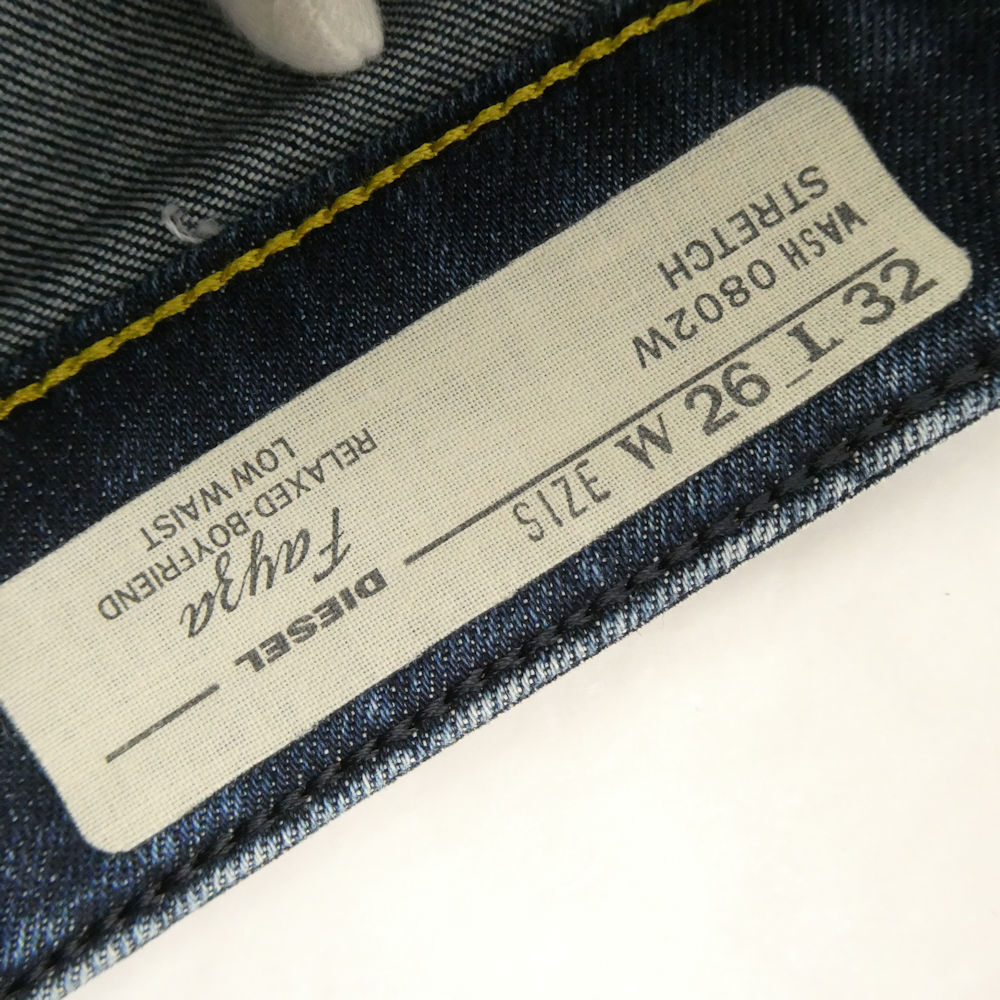 DIESEL
Fayza
RELAXED-BOYFRIEND
LOW WAIST
SIZE W 26 L 32
WASH 0802W
STRETCH